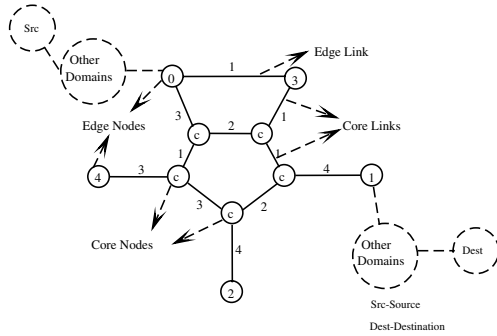 Src
Other
Domains
1
Edge Link
0
3
3
1
Edge Nodes
2
c
c
Core Links
1
1
4
3
c
c
4
1
3
2
c
Core Nodes
4
Other
Domains
Dest
2
Src-Source
Dest-Destination